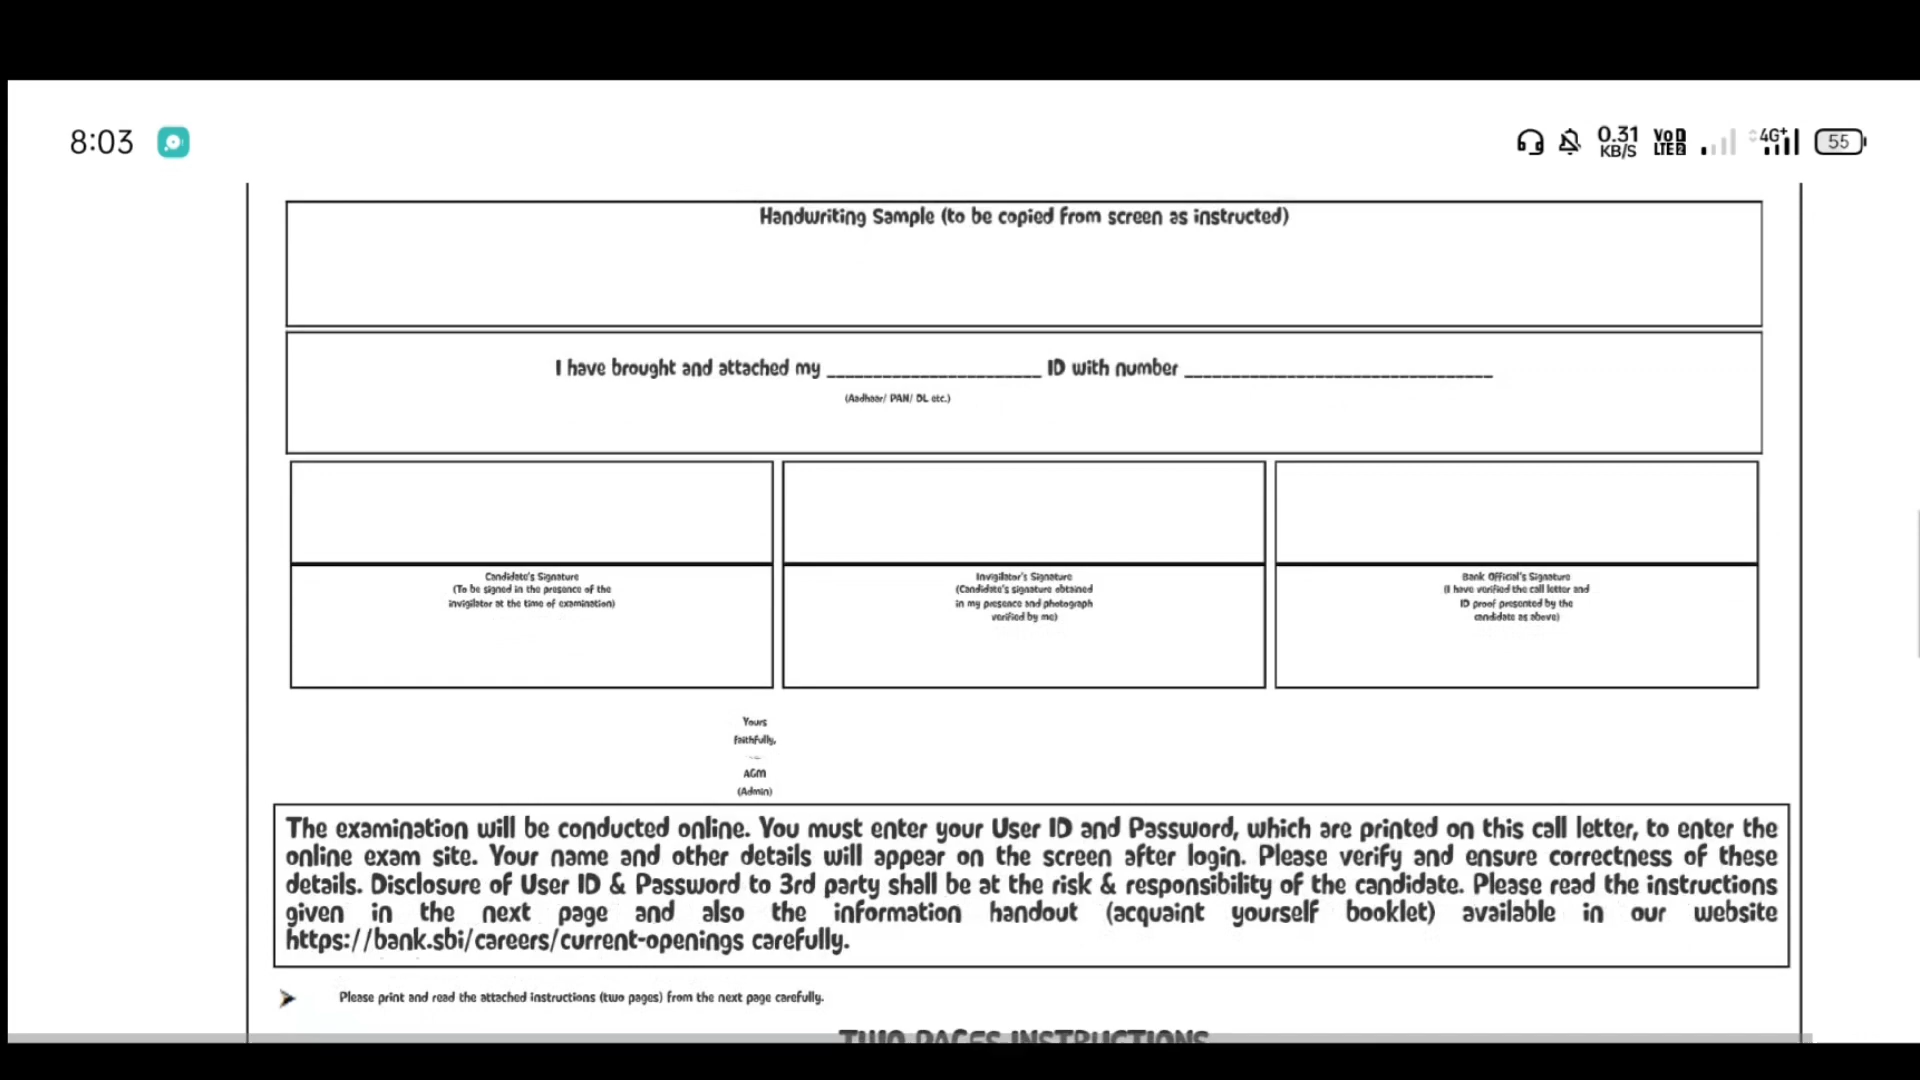 8:03
0.31
KB/S
Vo 1
LTE 2
4G+
55
Handwriting Sample (to be copied from screen as instructed)
I have brought and attached my ______________________ ID with number ________________________________
(Aadhaar/ PAN/ DL etc.)
Candidate's Signature
(To be signed in the presence of the
invigilator at the time of examination)
Invigilator's Signature
(Candidate's signature obtained
in my presence and photograph
verified by me)
Bank Official's Signature
(I have verified the call letter and
ID proof presented by the
candidate as above)
Yours
faithfully,
AGM
(Admin)
The examination will be conducted online. You must enter your User ID and Password, which are printed on this call letter, to enter the
online exam site. Your name and other details will appear on the screen after login. Please verify and ensure correctness of these
details. Disclosure of User ID & Password to 3rd party shall be at the risk & responsibility of the candidate. Please read the instructions
given in the next page and also the information handout (acquaint yourself booklet) available in our website
https://bank.sbi/careers/current-openings carefully.
➤ Please print and read the attached instructions (two pages) from the next page carefully.
TWO PAGES INSTRUCTIONS